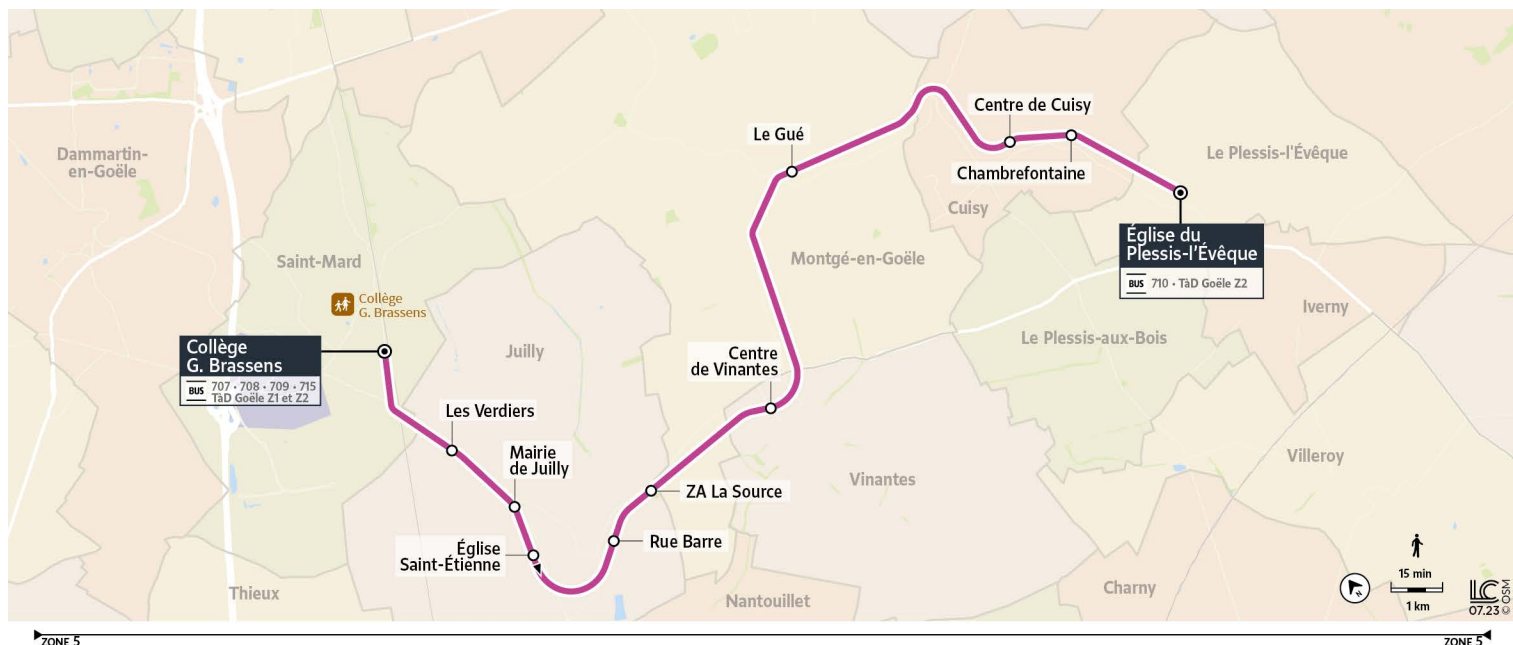 Centre de Cuisy
Le Gué
Dammartin-
en-Goële
Le Plessis-l'Évêque
Chambrefontaine
Cuisy
Église du
Plessis-l'Évêque
BUS 710 • TàD Goële Z2
Saint-Mard
Montgé-en-Goële
Collège
G. Brassens
Iverny
Le Plessis-aux-Bois
Collège
G. Brassens
BUS 707 • 708 • 709 • 715
TàD Goële Z1 et Z2
Juilly
Centre
de Vinantes
Les Verdiers
Mairie
de Juilly
Villeroy
Vinantes
ZA La Source
Rue Barre
Église
Saint-Étienne
Thieux
Nantouillet
Charny
N
15 min
1 km
LC
07.23 © OSM
ZONE 5
ZONE 5